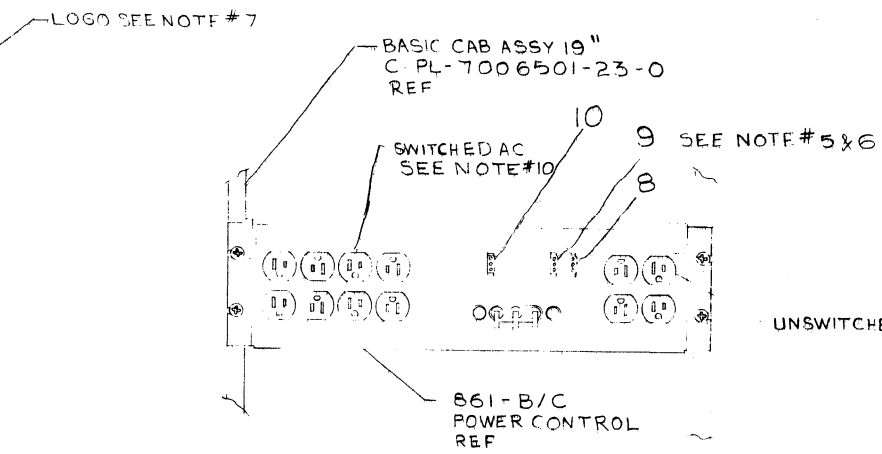 LOGO SEE NOTE #7
BASIC CAB ASSY 19"
C-PL-7006501-23-0
REF
10
9 SEE NOTE #5&6
SWITCHED AC
SEE NOTE #10
8
UNSWITCHE
861-B/C
POWER CONTROL
REF